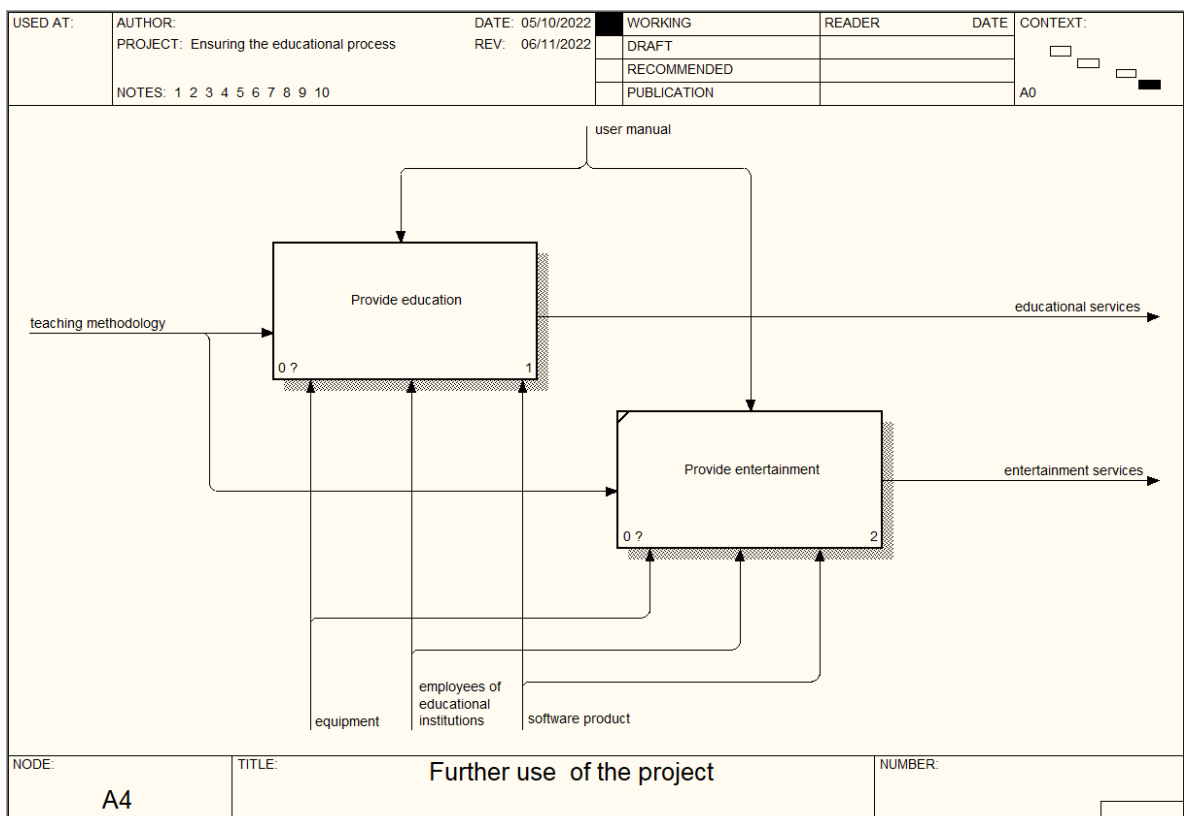 USED AT:
AUTHOR:
DATE: 05/10/2022
PROJECT: Ensuring the educational process
REV: 06/11/2022
NOTES: 1 2 3 4 5 6 7 8 9 10
WORKING
DRAFT
RECOMMENDED
PUBLICATION
READER
DATE
CONTEXT:
A0
user manual
Provide education
0 ?
1
educational services
teaching methodology
Provide entertainment
0 ?
2
entertainment services
equipment
employees of
educational
institutions
software product
NODE:
A4
TITLE:
Further use of the project
NUMBER: